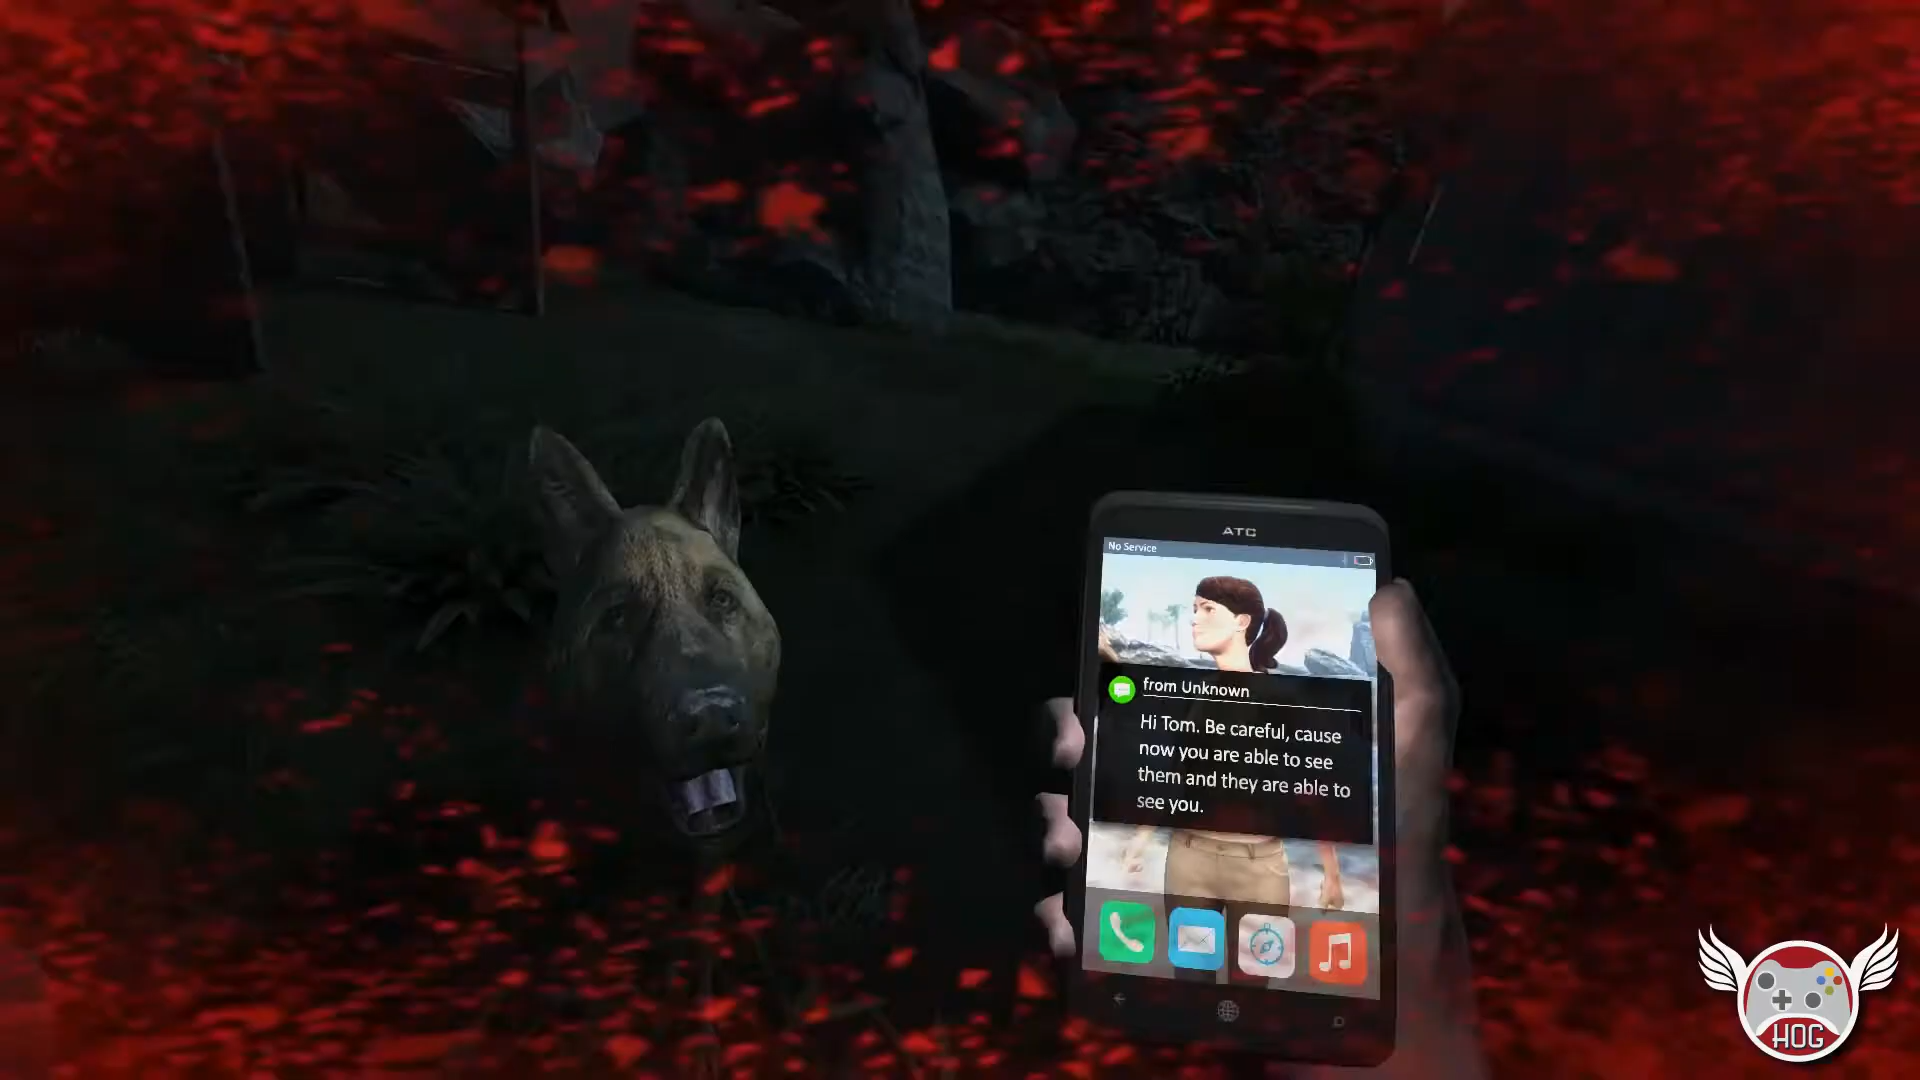 ATC
No Service
from Unknown
Hi Tom. Be careful, cause
now you are able to see
them and they are able to
see you.
HOG